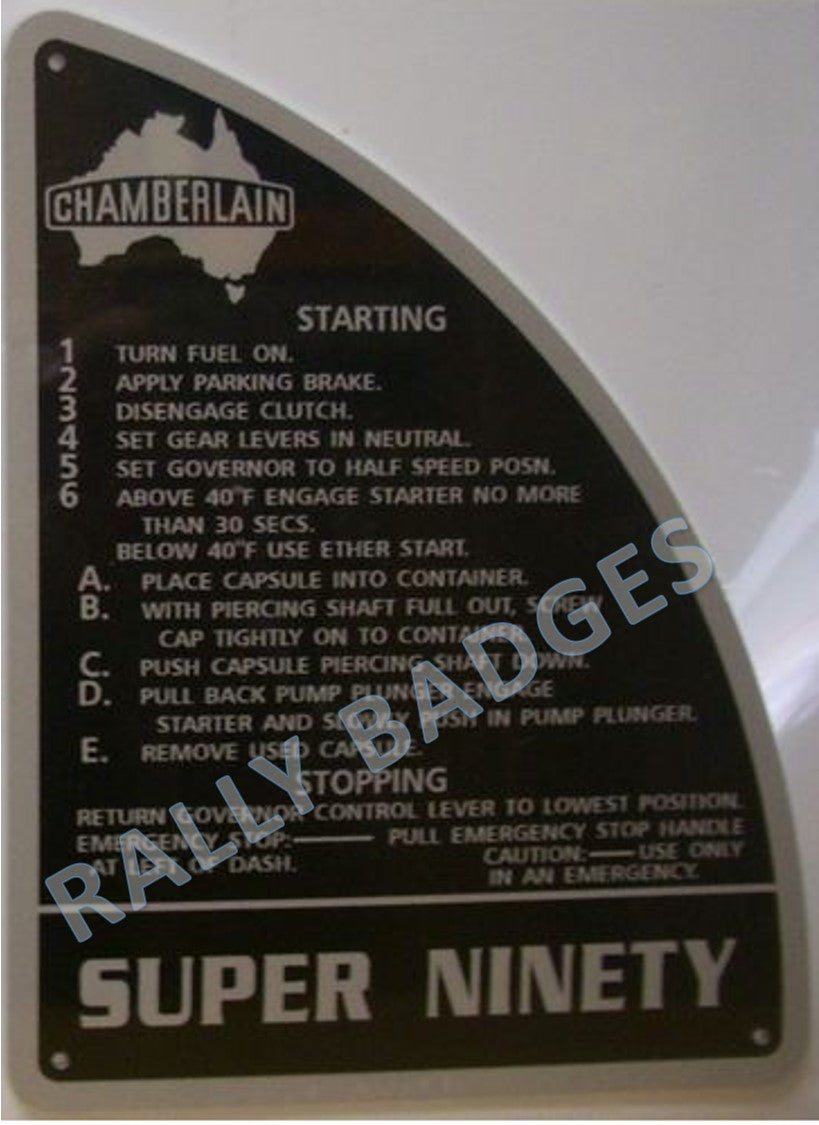 CHAMBERLAIN
STARTING
1 TURN FUEL ON.
2 APPLY PARKING BRAKE.
3 DISENGAGE CLUTCH.
4 SET GEAR LEVERS IN NEUTRAL.
5 SET GOVERNOR TO HALF SPEED POSN.
6 ABOVE 40°F ENGAGE STARTER NO MORE
THAN 30 SECS.
BELOW 40°F USE ETHER START.
A. PLACE CAPSULE INTO CONTAINER.
B. WITH PIERCING SHAFT FULL OUT, SCREW
CAP TIGHTLY ON TO CONTAINER.
C. PUSH CAPSULE PIERCING SHAFT DOWN.
D. PULL BACK PUMP PLUNGER ENGAGE
STARTER AND SLOWLY PUSH IN PUMP PLUNGER.
E. REMOVE USED CAPSULE.
STOPPING
RETURN GOVERNOR CONTROL LEVER TO LOWEST POSITION.
EMERGENCY STOP:—— PULL EMERGENCY STOP HANDLE
AT LEFT OF DASH. CAUTION:—— USE ONLY
IN AN EMERGENCY.
SUPER NINETY
RALLY BADGES